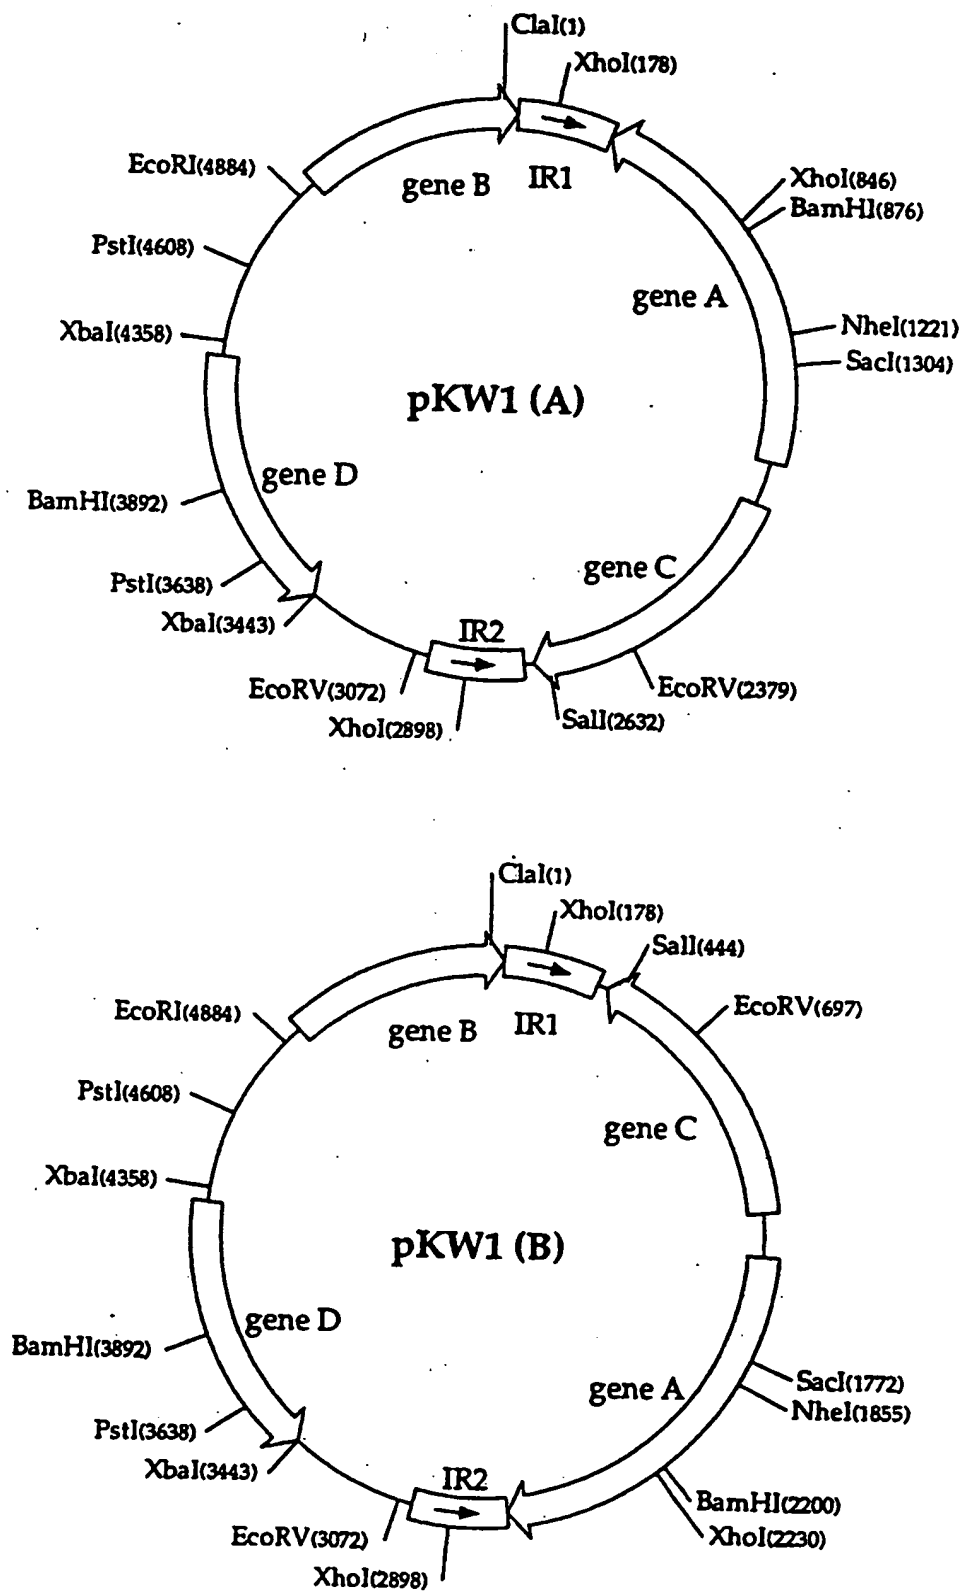 ClaI(1)
XhoI(178)
EcoRI(4884)
gene B
IR1
XhoI(846)
BamHI(876)
PstI(4608)
gene A
XbaI(4358)
NheI(1221)
SacI(1304)
pKW1 (A)
gene D
BamHI(3892)
gene C
PstI(3638)
XbaI(3443)
IR2
EcoRV(3072)
EcoRV(2379)
XhoI(2898)
SalI(2632)
ClaI(1)
XhoI(178)
SalI(444)
EcoRI(4884)
EcoRV(697)
gene B
IR1
PstI(4608)
gene C
XbaI(4358)
pKW1 (B)
gene D
BamHI(3892)
gene A
SacI(1772)
NheI(1855)
PstI(3638)
XbaI(3443)
IR2
BamHI(2200)
EcoRV(3072)
XhoI(2230)
XhoI(2898)